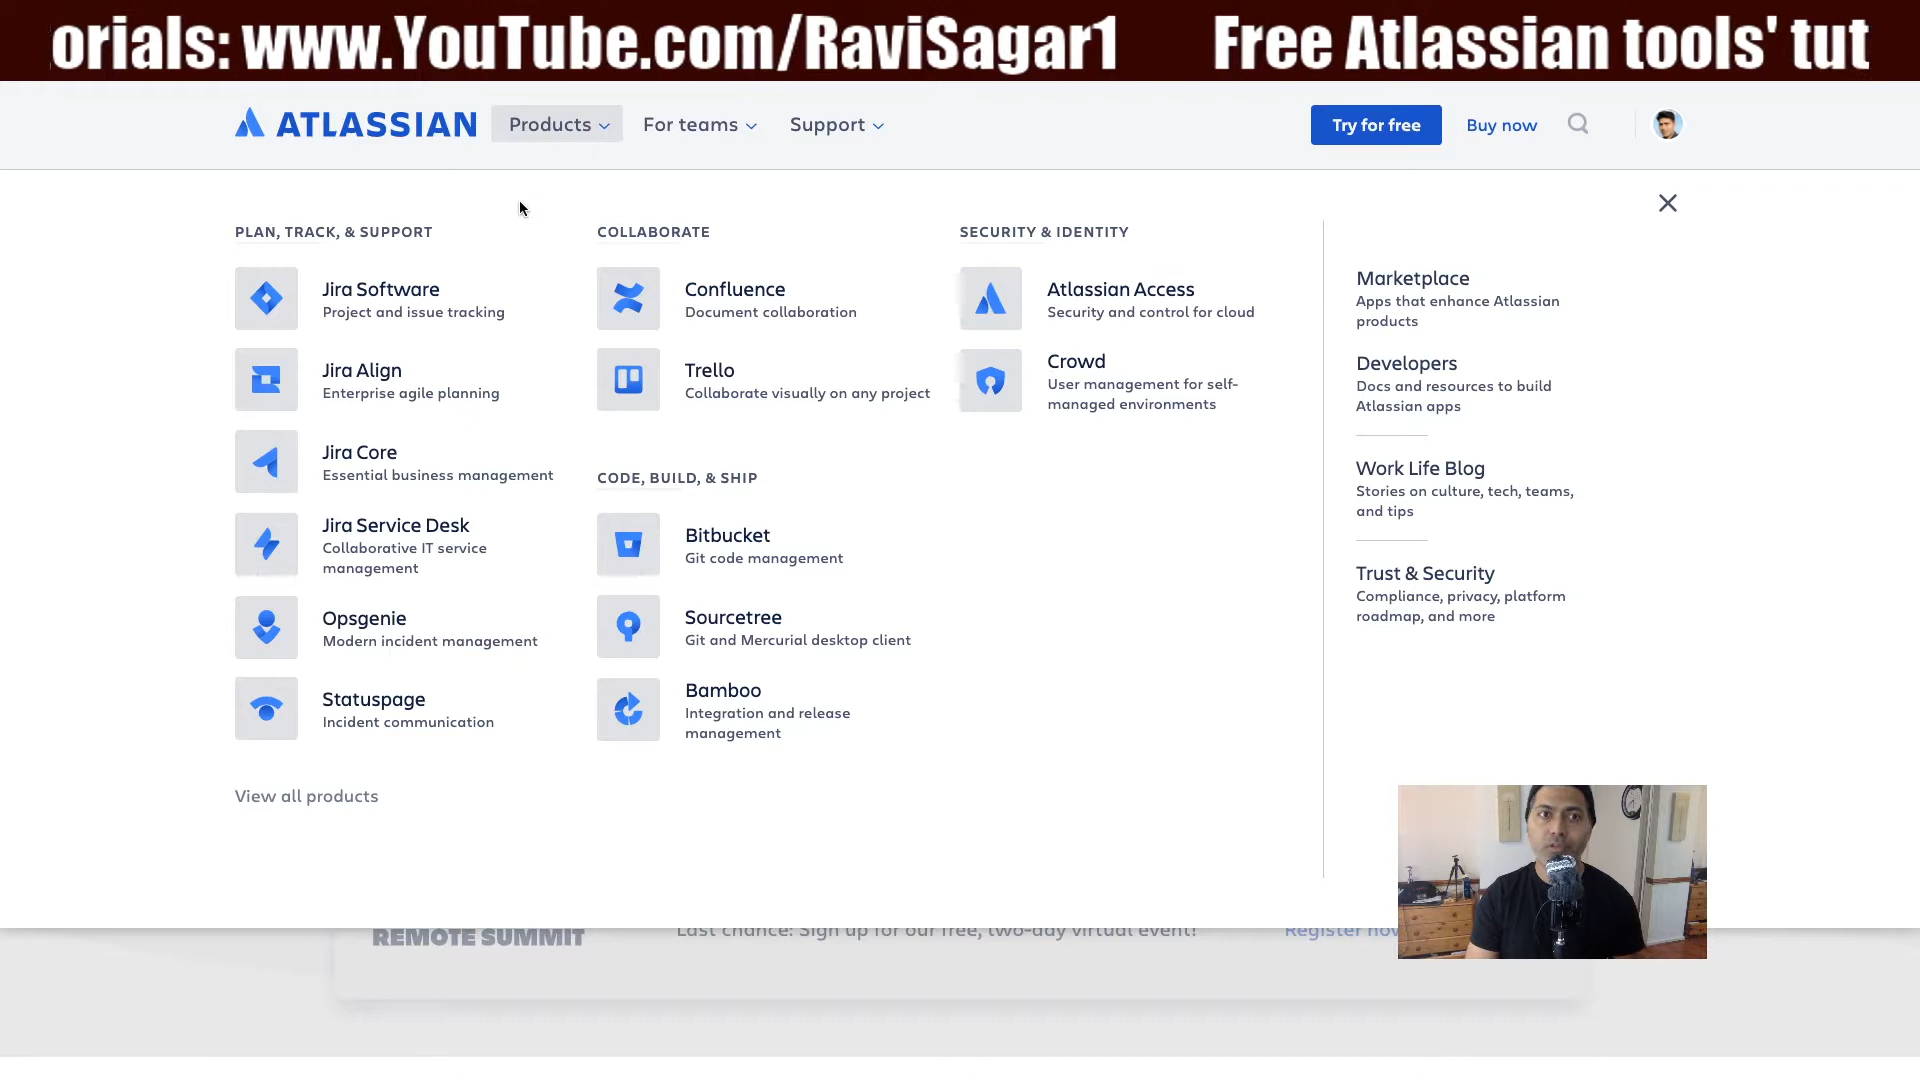 orials: www.YouTube.com/RaviSagar1 Free Atlassian tools' tut
ATLASSIAN
Products
For teams
Support
Try for free
Buy now
PLAN, TRACK, & SUPPORT
Jira Software
Project and issue tracking
Jira Align
Enterprise agile planning
Jira Core
Essential business management
Jira Service Desk
Collaborative IT service
management
Opsgenie
Modern incident management
Statuspage
Incident communication
View all products
COLLABORATE
Confluence
Document collaboration
Trello
Collaborate visually on any project
CODE, BUILD, & SHIP
Bitbucket
Git code management
Sourcetree
Git and Mercurial desktop client
Bamboo
Integration and release
management
SECURITY & IDENTITY
Atlassian Access
Security and control for cloud
Crowd
User management for self-
managed environments
Marketplace
Apps that enhance Atlassian
products
Developers
Docs and resources to build
Atlassian apps
Work Life Blog
Stories on culture, tech, teams,
and tips
Trust & Security
Compliance, privacy, platform
roadmap, and more
REMOTE SUMMIT
Last chance: Sign up for our free, two-day virtual event!
Register nov